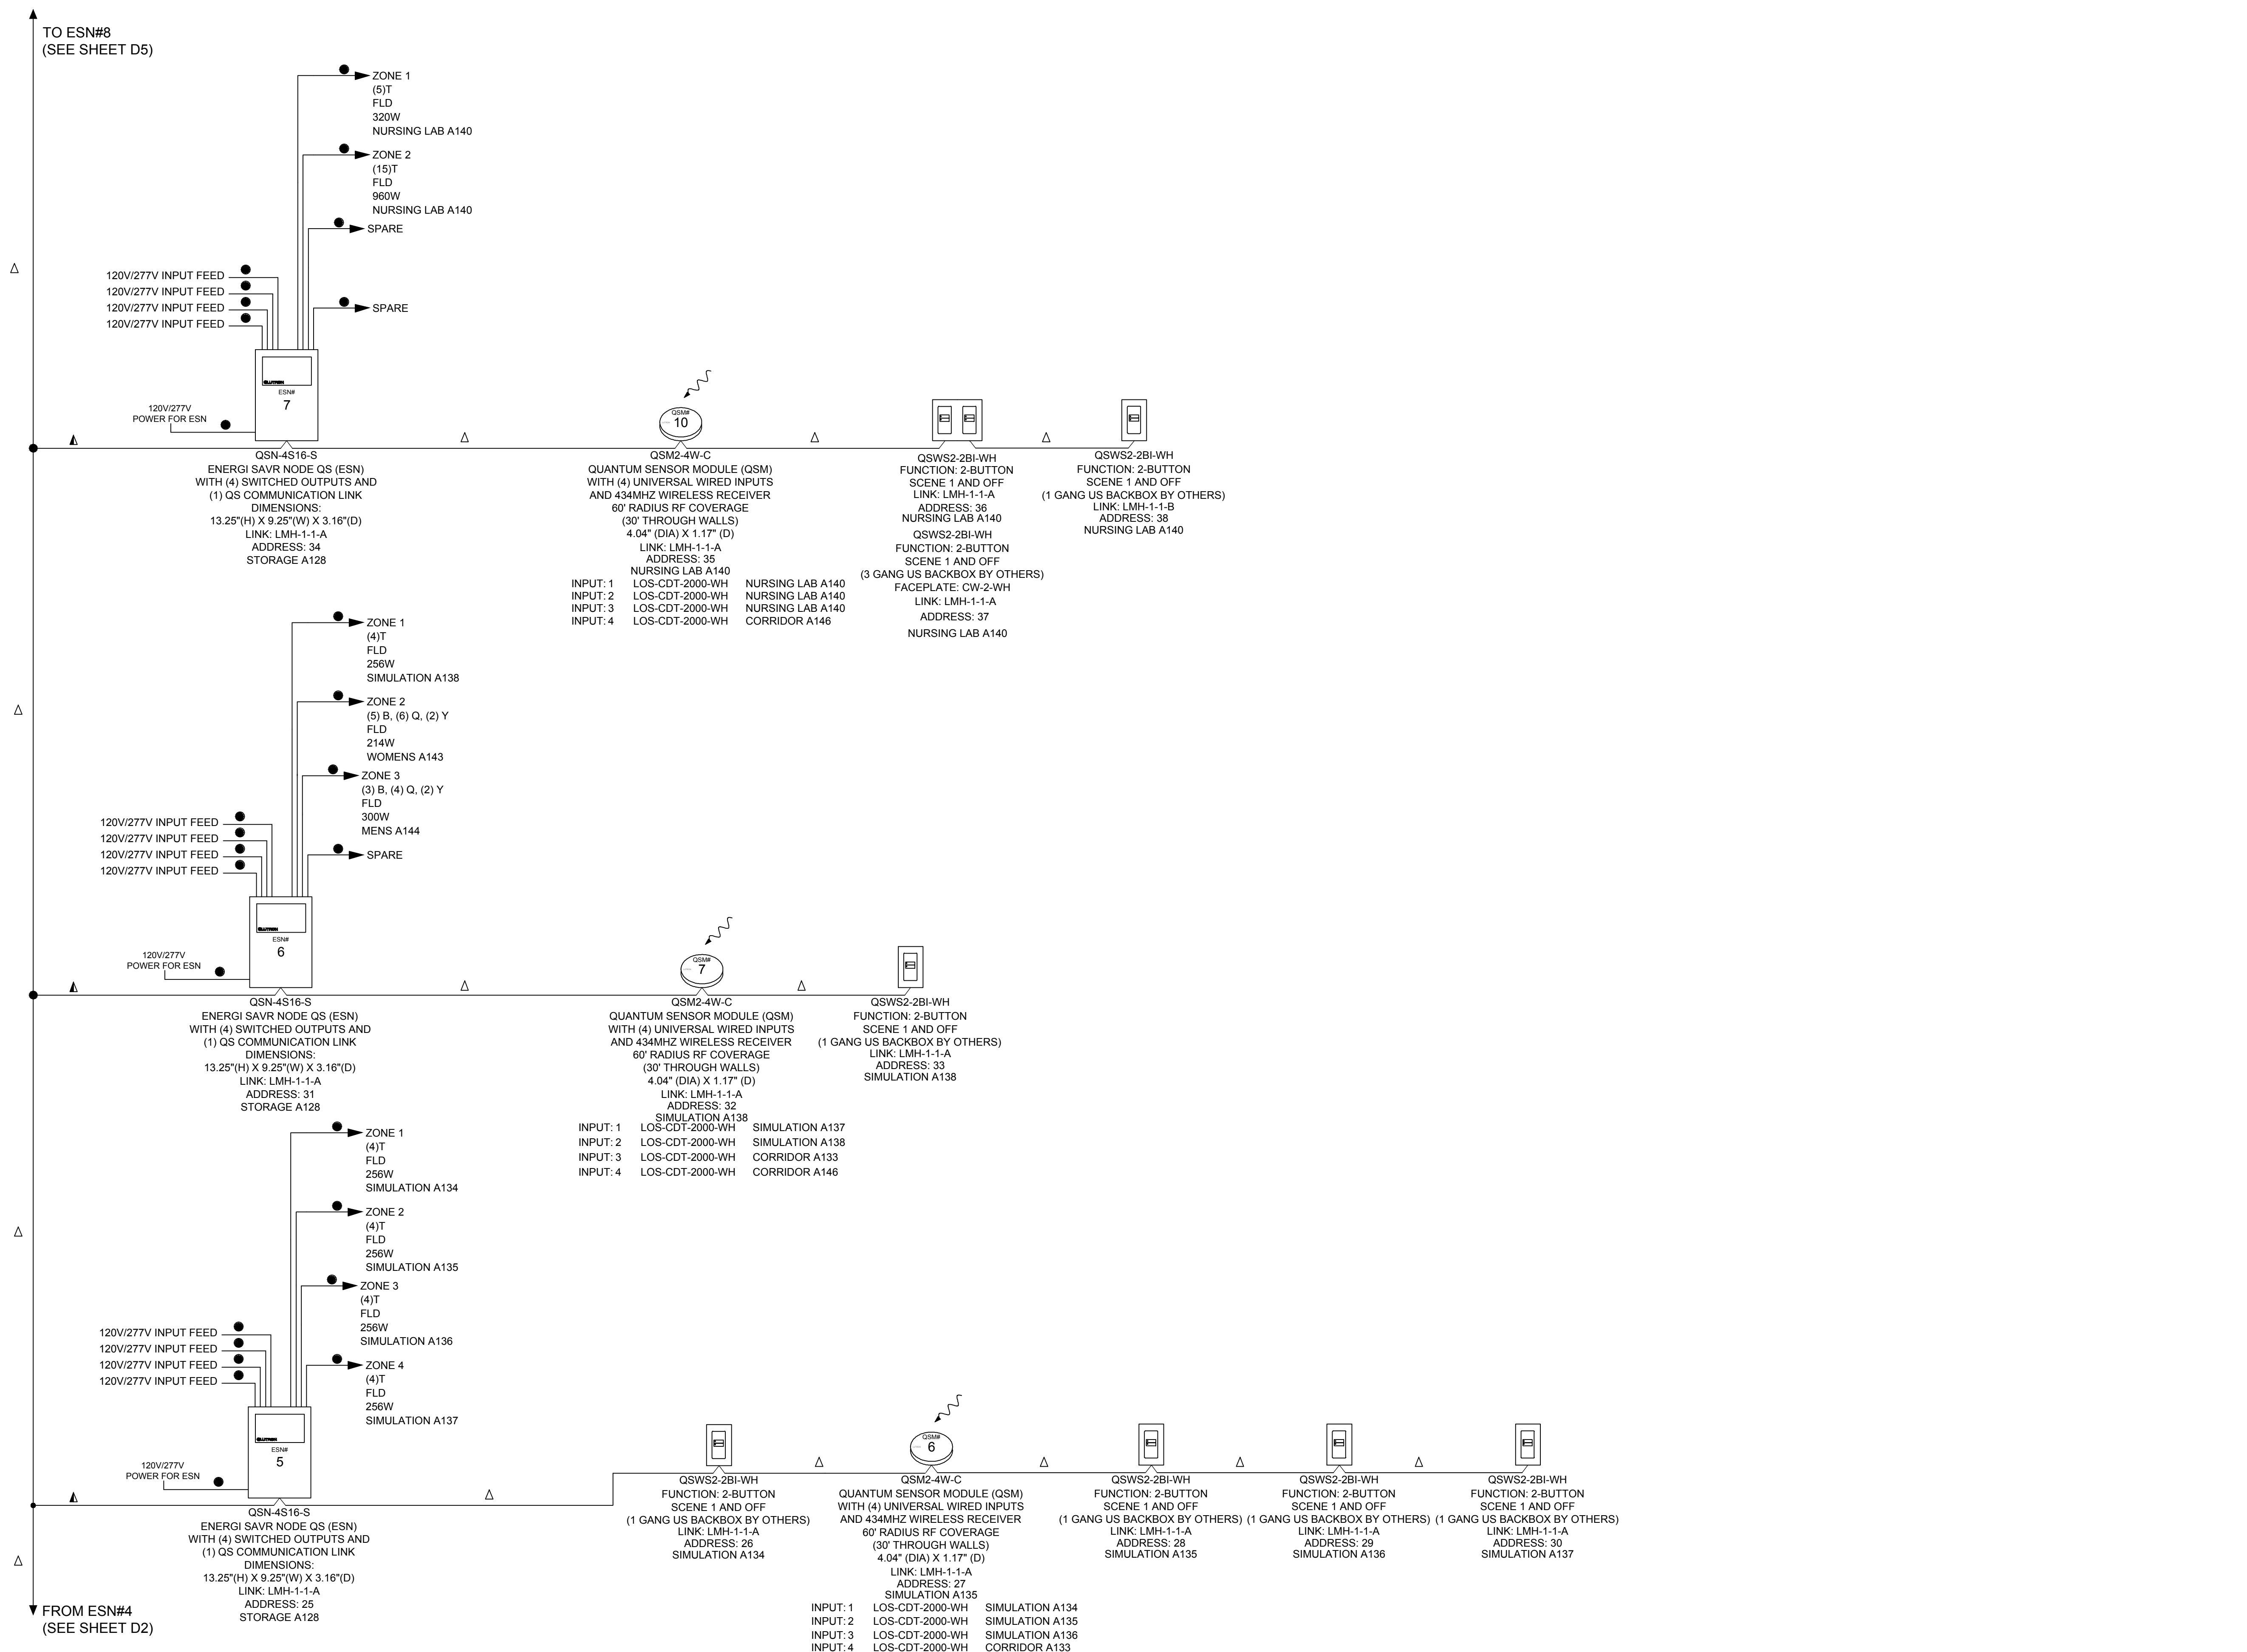 TO ESN#8
(SEE SHEET D5)
ZONE 1
(5)T
FLD
320W
NURSING LAB A140
ZONE 2
(15)T
FLD
960W
NURSING LAB A140
SPARE
SPARE
120V/277V INPUT FEED
120V/277V INPUT FEED
120V/277V INPUT FEED
120V/277V INPUT FEED
LUTRON
ESN#
7
120V/277V
POWER FOR ESN
QSN-4S16-S
ENERGI SAVR NODE QS (ESN)
WITH (4) SWITCHED OUTPUTS AND
(1) QS COMMUNICATION LINK
DIMENSIONS:
13.25"(H) X 9.25"(W) X 3.16"(D)
LINK: LMH-1-1-A
ADDRESS: 34
STORAGE A128
QSM#
10
QSM2-4W-C
QUANTUM SENSOR MODULE (QSM)
WITH (4) UNIVERSAL WIRED INPUTS
AND 434MHZ WIRELESS RECEIVER
60' RADIUS RF COVERAGE
(30' THROUGH WALLS)
4.04" (DIA) X 1.17" (D)
LINK: LMH-1-1-A
ADDRESS: 35
NURSING LAB A140
INPUT: 1 LOS-CDT-2000-WH NURSING LAB A140
INPUT: 2 LOS-CDT-2000-WH NURSING LAB A140
INPUT: 3 LOS-CDT-2000-WH NURSING LAB A140
INPUT: 4 LOS-CDT-2000-WH CORRIDOR A146
QSWS2-2BI-WH
FUNCTION: 2-BUTTON
SCENE 1 AND OFF
LINK: LMH-1-1-A
ADDRESS: 36
NURSING LAB A140
QSWS2-2BI-WH
FUNCTION: 2-BUTTON
SCENE 1 AND OFF
(3 GANG US BACKBOX BY OTHERS)
FACEPLATE: CW-2-WH
LINK: LMH-1-1-A
ADDRESS: 37
NURSING LAB A140
QSWS2-2BI-WH
FUNCTION: 2-BUTTON
SCENE 1 AND OFF
(1 GANG US BACKBOX BY OTHERS)
LINK: LMH-1-1-B
ADDRESS: 38
NURSING LAB A140
ZONE 1
(4)T
FLD
256W
SIMULATION A138
ZONE 2
(5) B, (6) Q, (2) Y
FLD
214W
WOMENS A143
ZONE 3
(3) B, (4) Q, (2) Y
FLD
300W
MENS A144
SPARE
120V/277V INPUT FEED
120V/277V INPUT FEED
120V/277V INPUT FEED
120V/277V INPUT FEED
LUTRON
ESN#
6
120V/277V
POWER FOR ESN
QSN-4S16-S
ENERGI SAVR NODE QS (ESN)
WITH (4) SWITCHED OUTPUTS AND
(1) QS COMMUNICATION LINK
DIMENSIONS:
13.25"(H) X 9.25"(W) X 3.16"(D)
LINK: LMH-1-1-A
ADDRESS: 31
STORAGE A128
QSM#
7
QSM2-4W-C
QUANTUM SENSOR MODULE (QSM)
WITH (4) UNIVERSAL WIRED INPUTS
AND 434MHZ WIRELESS RECEIVER
60' RADIUS RF COVERAGE
(30' THROUGH WALLS)
4.04" (DIA) X 1.17" (D)
LINK: LMH-1-1-A
ADDRESS: 32
SIMULATION A138
INPUT: 1 LOS-CDT-2000-WH SIMULATION A137
INPUT: 2 LOS-CDT-2000-WH SIMULATION A138
INPUT: 3 LOS-CDT-2000-WH CORRIDOR A133
INPUT: 4 LOS-CDT-2000-WH CORRIDOR A146
QSWS2-2BI-WH
FUNCTION: 2-BUTTON
SCENE 1 AND OFF
(1 GANG US BACKBOX BY OTHERS)
LINK: LMH-1-1-A
ADDRESS: 33
SIMULATION A138
ZONE 1
(4)T
FLD
256W
SIMULATION A134
ZONE 2
(4)T
FLD
256W
SIMULATION A135
ZONE 3
(4)T
FLD
256W
SIMULATION A136
ZONE 4
(4)T
FLD
256W
SIMULATION A137
120V/277V INPUT FEED
120V/277V INPUT FEED
120V/277V INPUT FEED
120V/277V INPUT FEED
LUTRON
ESN#
5
120V/277V
POWER FOR ESN
QSN-4S16-S
ENERGI SAVR NODE QS (ESN)
WITH (4) SWITCHED OUTPUTS AND
(1) QS COMMUNICATION LINK
DIMENSIONS:
13.25"(H) X 9.25"(W) X 3.16"(D)
LINK: LMH-1-1-A
ADDRESS: 25
STORAGE A128
QSWS2-2BI-WH
FUNCTION: 2-BUTTON
SCENE 1 AND OFF
(1 GANG US BACKBOX BY OTHERS)
LINK: LMH-1-1-A
ADDRESS: 26
SIMULATION A134
QSM#
6
QSM2-4W-C
QUANTUM SENSOR MODULE (QSM)
WITH (4) UNIVERSAL WIRED INPUTS
AND 434MHZ WIRELESS RECEIVER
60' RADIUS RF COVERAGE
(30' THROUGH WALLS)
4.04" (DIA) X 1.17" (D)
LINK: LMH-1-1-A
ADDRESS: 27
SIMULATION A135
INPUT: 1 LOS-CDT-2000-WH SIMULATION A134
INPUT: 2 LOS-CDT-2000-WH SIMULATION A135
INPUT: 3 LOS-CDT-2000-WH SIMULATION A136
INPUT: 4 LOS-CDT-2000-WH CORRIDOR A133
QSWS2-2BI-WH
FUNCTION: 2-BUTTON
SCENE 1 AND OFF
(1 GANG US BACKBOX BY OTHERS)
LINK: LMH-1-1-A
ADDRESS: 28
SIMULATION A135
QSWS2-2BI-WH
FUNCTION: 2-BUTTON
SCENE 1 AND OFF
(1 GANG US BACKBOX BY OTHERS)
LINK: LMH-1-1-A
ADDRESS: 29
SIMULATION A136
QSWS2-2BI-WH
FUNCTION: 2-BUTTON
SCENE 1 AND OFF
(1 GANG US BACKBOX BY OTHERS)
LINK: LMH-1-1-A
ADDRESS: 30
SIMULATION A137
FROM ESN#4
(SEE SHEET D2)